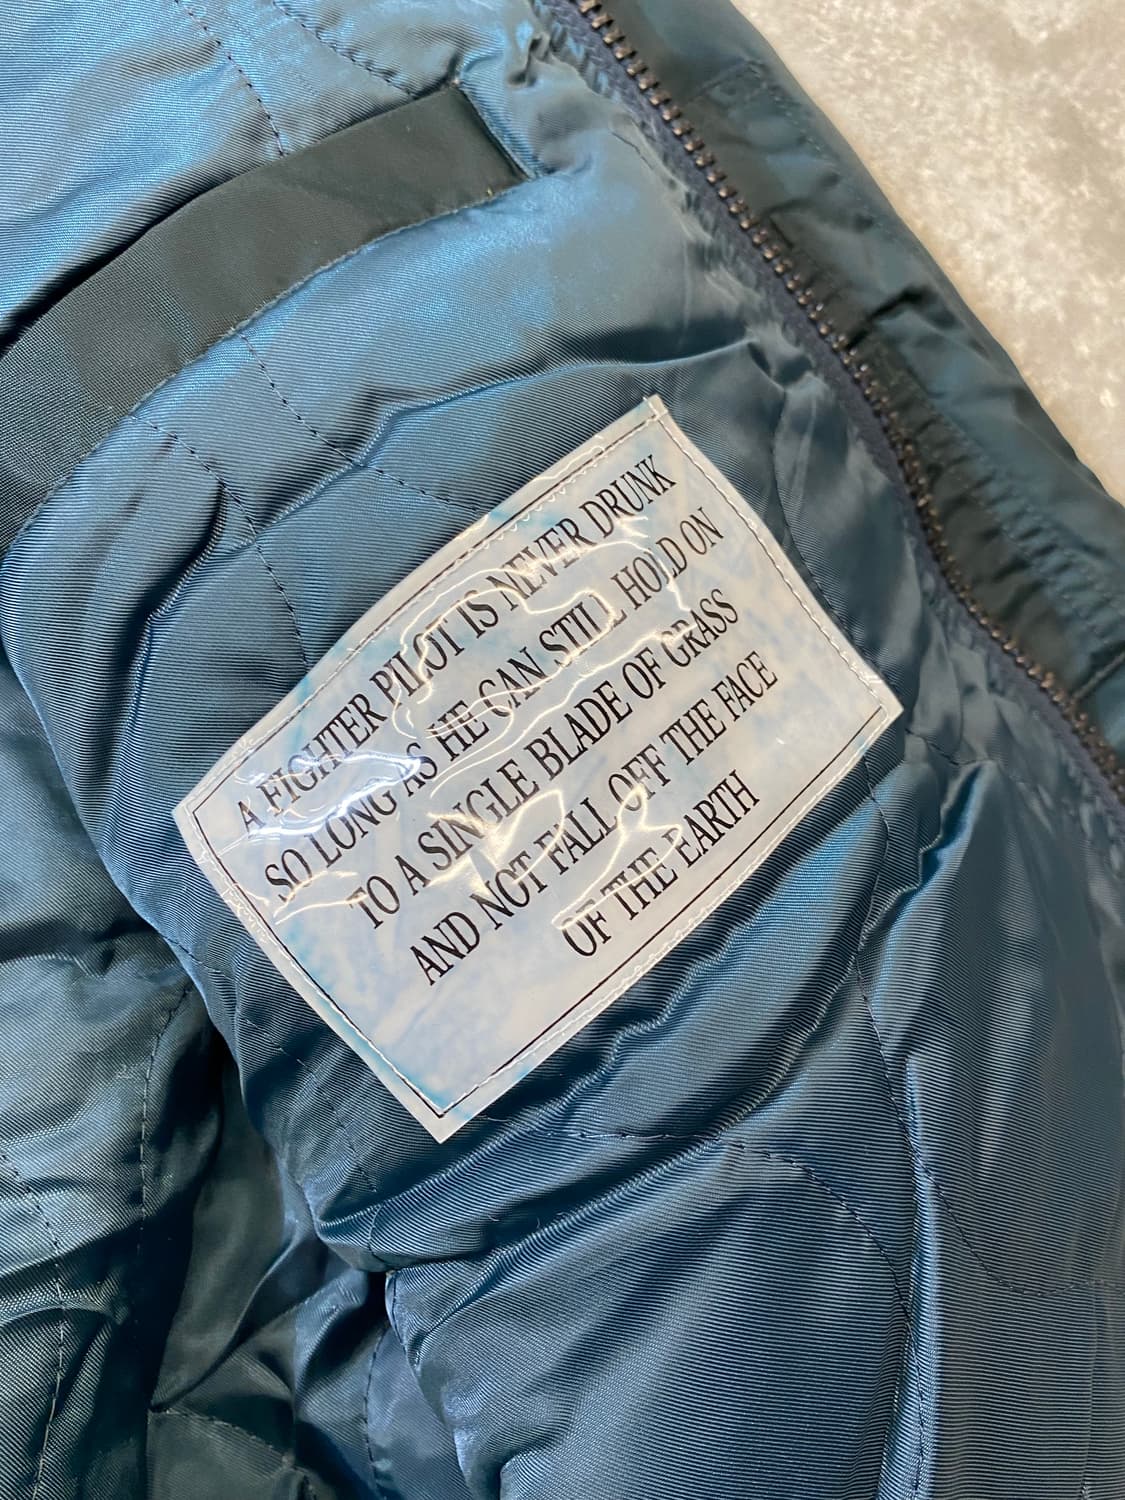 A FIGHTER PILOT IS NEVER DRUNK
SO LONG AS HE CAN STILL HOLD ON
TO A SINGLE BLADE OF GRASS
AND NOT FALL OFF THE FACE
OF THE EARTH